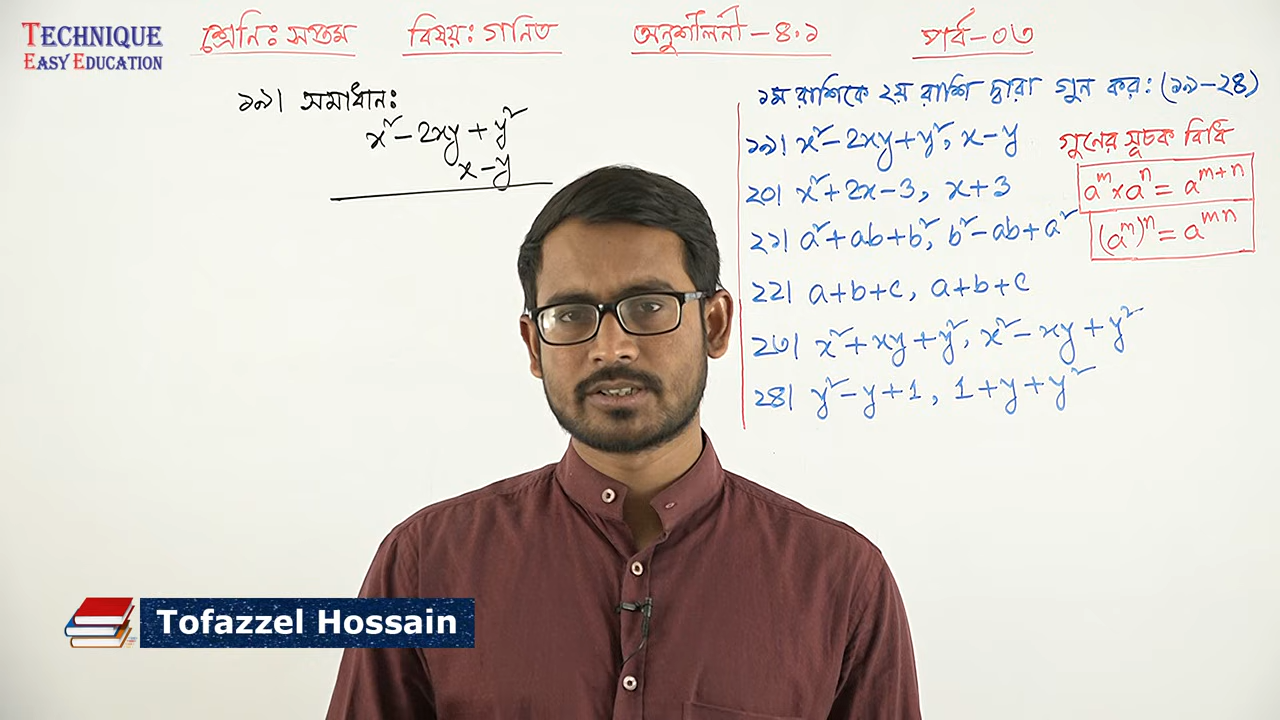 TECHNIQUE
EASY EDUCATION
শ্রেনিঃ সপ্তম বিষয়ঃ গনিত অনুশীলনী - ৪.১ পার্ব - ০৩
১৯। সমাধানঃ
x² - 2xy + y²
x - y
১ম রাশিকে ২য় রাশি দ্বারা গুন করঃ (১৯-২৪)
১৯। x² - 2xy + y², x - y
২০। x² + 2x - 3, x + 3
২১। a² + ab + b², b² - ab + a²
২২। a + b + c, a + b + c
২৩। x² + xy + y², x² - xy + y²
২৪। y² - y + 1, 1 + y + y²
গুনের সূচক বিধি
aᵐ × aⁿ = aᵐ⁺ⁿ
(aᵐ)ⁿ = aᵐⁿ
Tofazzel Hossain